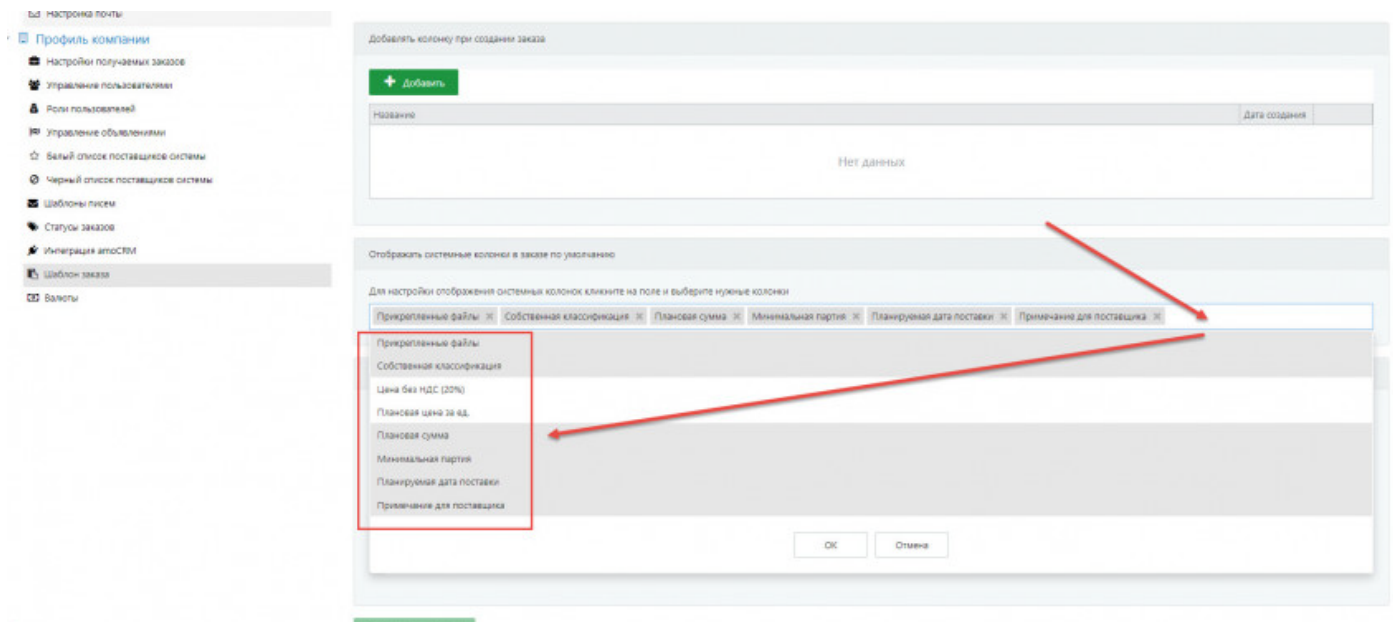 Настройка почты
Профиль компании
Настройки получаемых заказов
Управление пользователями
Роли пользователей
Управление объявлениями
Белый список поставщиков системы
Черный список поставщиков системы
Шаблоны писем
Статусы заказов
Интеграция amoCRM
Шаблон заказа
Валюты
Добавлять колонку при создании заказа
Добавить
Название Дата создания
Нет данных
Отображать системные колонки в заказе по умолчанию
Для настройки отображения системных колонок кликните на поле и выберите нужные колонки
Прикрепленные файлы Собственная классификация Плановая сумма Минимальная партия Планируемая дата поставки Примечание для поставщика
Прикрепленные файлы
Собственная классификация
Цена без НДС (20%)
Плановая цена за ед.
Плановая сумма
Минимальная партия
Планируемая дата поставки
Примечание для поставщика
ОК Отмена